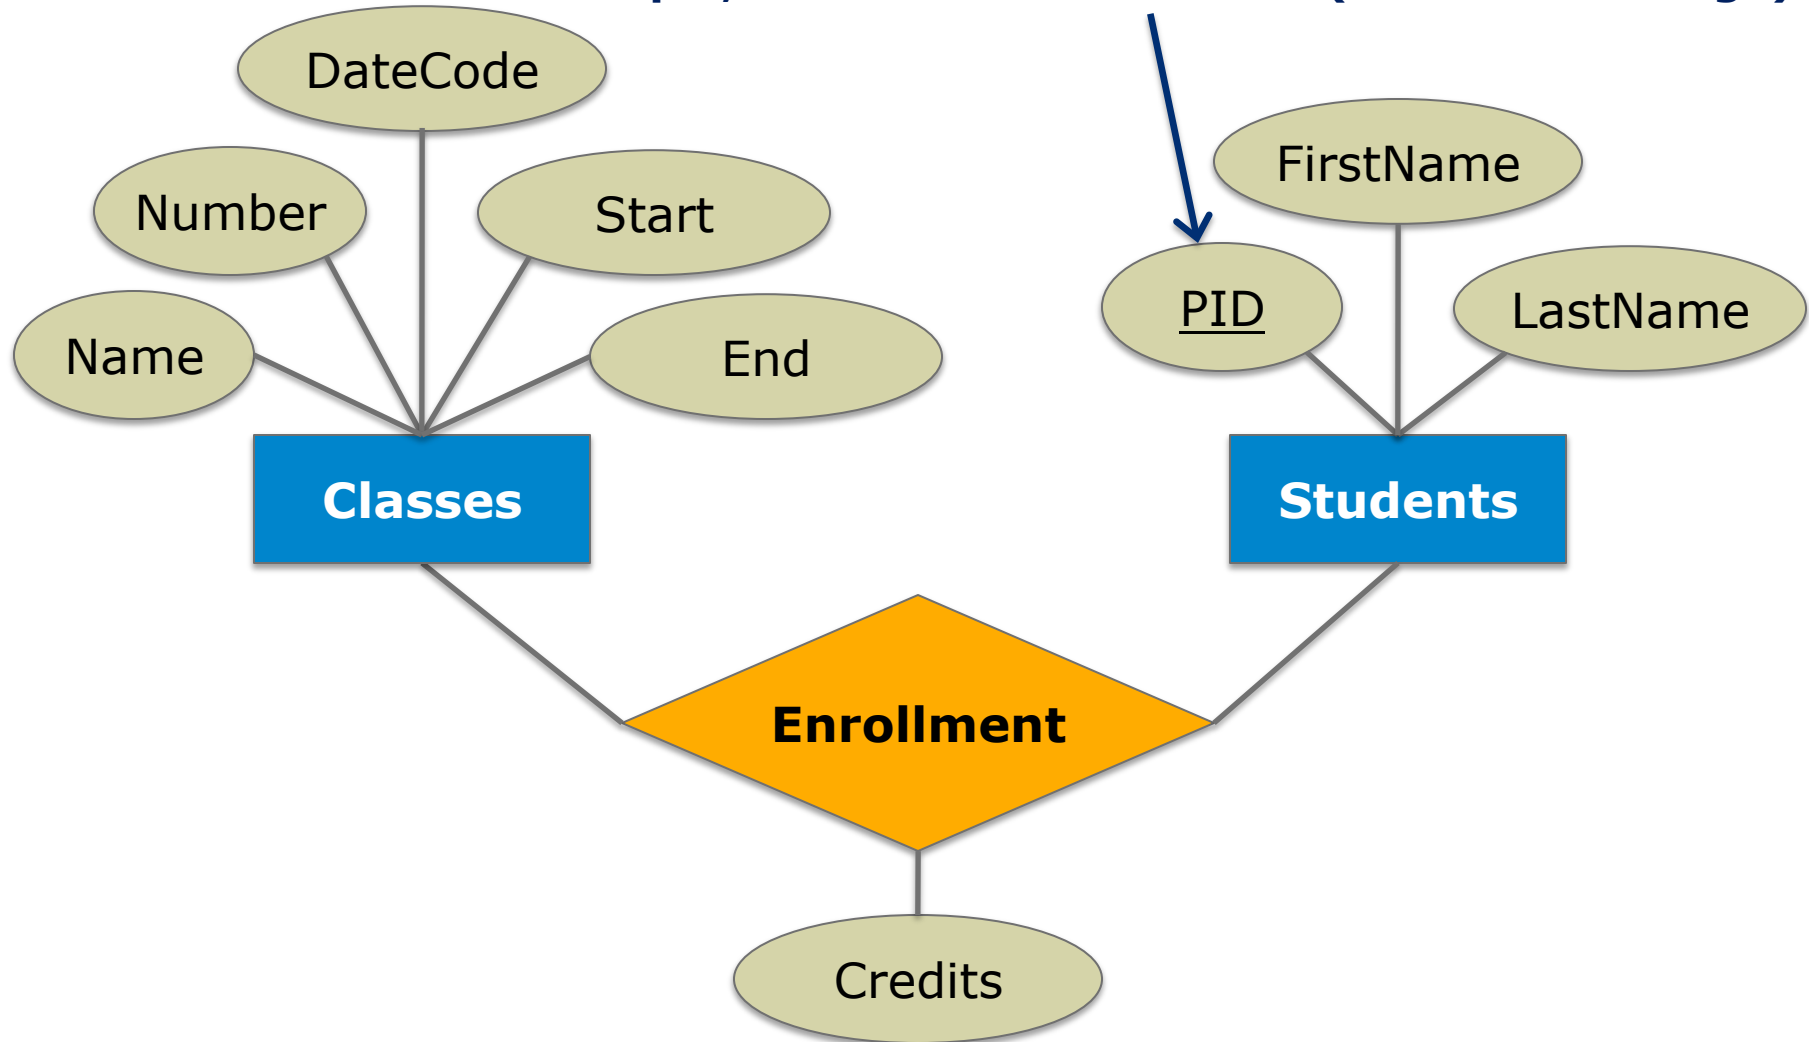 DateCode
FirstName
Number
Start
PID
LastName
Name
End
Classes
Students
Enrollment
Credits